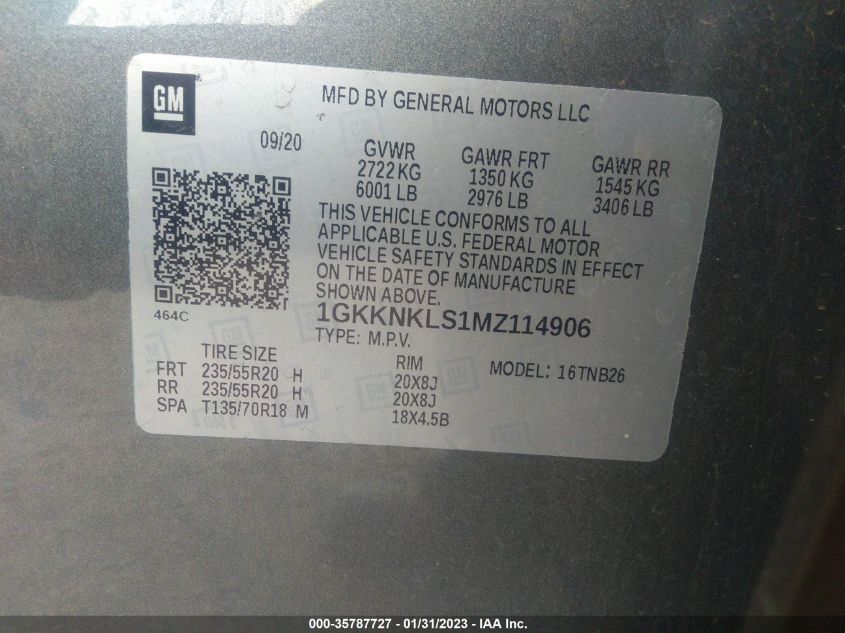 GM
MFD BY GENERAL MOTORS LLC
09/20
GVWR GAWR FRT GAWR RR
2722 KG 1350 KG 1545 KG
6001 LB 2976 LB 3406 LB
THIS VEHICLE CONFORMS TO ALL
APPLICABLE U.S. FEDERAL MOTOR
VEHICLE SAFETY STANDARDS IN EFFECT
ON THE DATE OF MANUFACTURE
SHOWN ABOVE.
464C
1GKKNKLS1MZ114906
TYPE: M.P.V.
TIRE SIZE RIM MODEL: 16TNB26
FRT 235/55R20 H 20X8J
RR 235/55R20 H 20X8J
SPA T135/70R18 M 18X4.5B
000-35787727 - 01/31/2023 - IAA Inc.